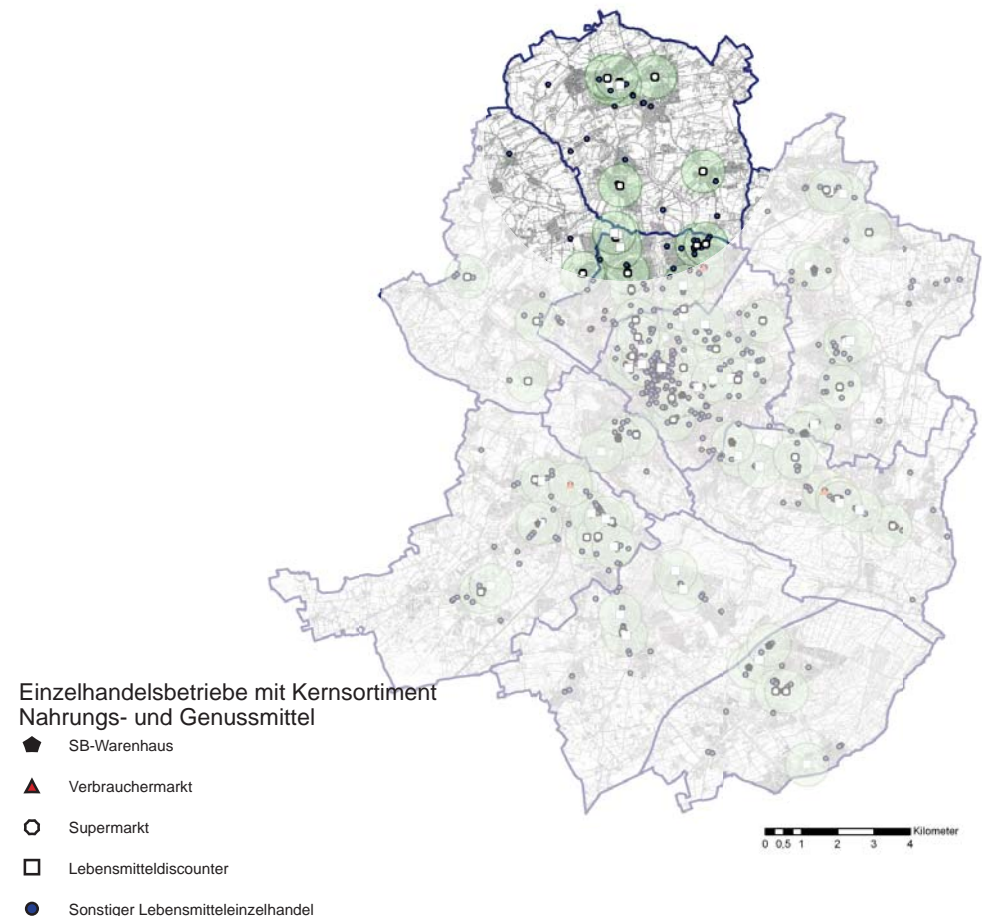 Einzelhandelsbetriebe mit Kernsortiment
Nahrungs- und Genussmittel
SB-Warenhaus
Verbrauchermarkt
Supermarkt
Lebensmitteldiscounter
Sonstiger Lebensmitteleinzelhandel
Kilometer
0 0,5 1 2 3 4